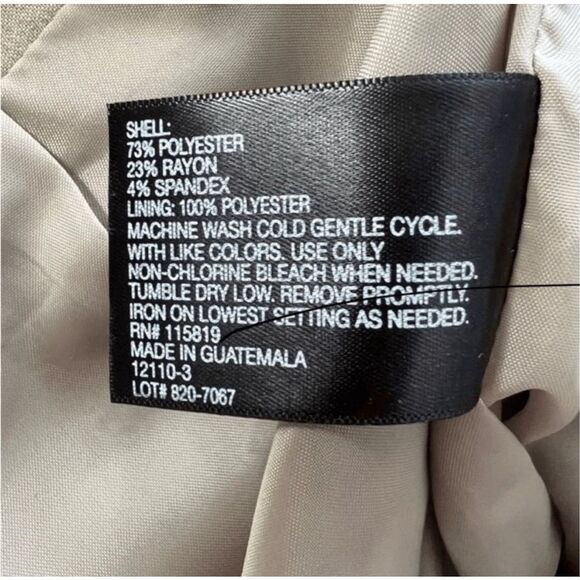 SHELL:
73% POLYESTER
23% RAYON
4% SPANDEX
LINING: 100% POLYESTER
MACHINE WASH COLD GENTLE CYCLE.
WITH LIKE COLORS. USE ONLY
NON-CHLORINE BLEACH WHEN NEEDED.
TUMBLE DRY LOW. REMOVE PROMPTLY.
IRON ON LOWEST SETTING AS NEEDED.
RN# 115819
MADE IN GUATEMALA
12110-3
LOT# 820-7067